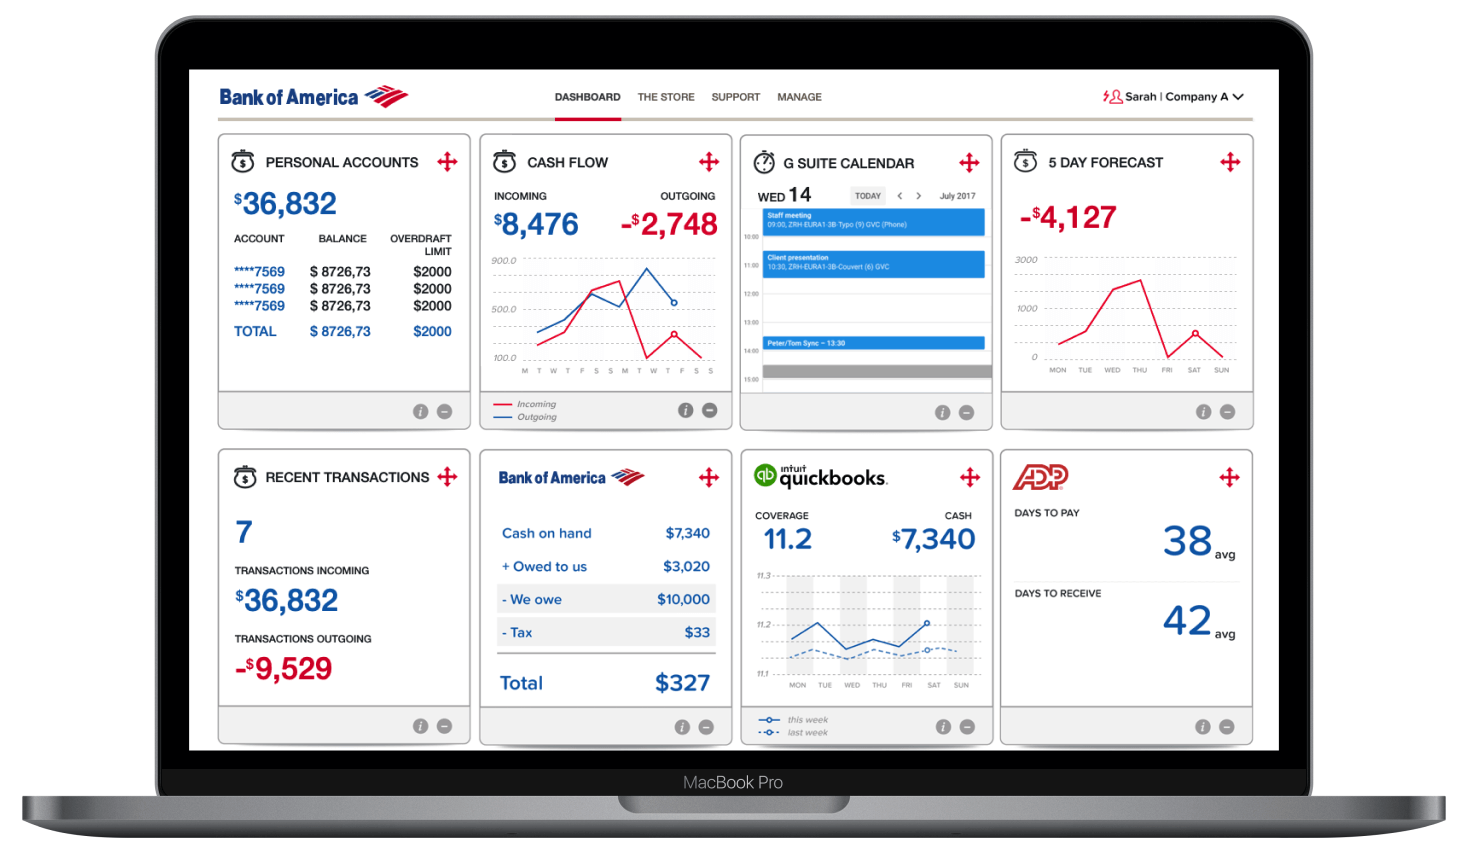 Bank of America
DASHBOARD THE STORE SUPPORT MANAGE
Sarah | Company A
PERSONAL ACCOUNTS
$36,832
ACCOUNT BALANCE OVERDRAFT
LIMIT
****7569 $ 8726,73 $2000
****7569 $ 8726,73 $2000
****7569 $ 8726,73 $2000
TOTAL $ 8726,73 $2000
CASH FLOW
INCOMING OUTGOING
$8,476 -$2,748
900.0
500.0
100.0
M T W T F S S M T W T F S S
Incoming
Outgoing
G SUITE CALENDAR
WED 14 TODAY < > July 2017
Staff meeting
09:00, ZRH-EURA1-3B-Typo (9) GVC (Phone)
10:00
Client presentation
11:00
10:30, ZRH-EURA1-3B-Couvert (6) GVC
12:00
13:00
Peter/Tom Sync – 13:30
14:00
15:00
5 DAY FORECAST
-$4,127
3000
1000
0
MON TUE WED THU FRI SAT SUN
RECENT TRANSACTIONS
7
TRANSACTIONS INCOMING
$36,832
TRANSACTIONS OUTGOING
-$9,529
Bank of America
Cash on hand $7,340
+ Owed to us $3,020
- We owe $10,000
- Tax $33
Total $327
qb intuit quickbooks.
COVERAGE CASH
11.2 $7,340
11.3
11.2
11.1
MON TUE WED THU FRI SAT SUN
this week
last week
ADP
DAYS TO PAY
38 avg
DAYS TO RECEIVE
42 avg
MacBook Pro